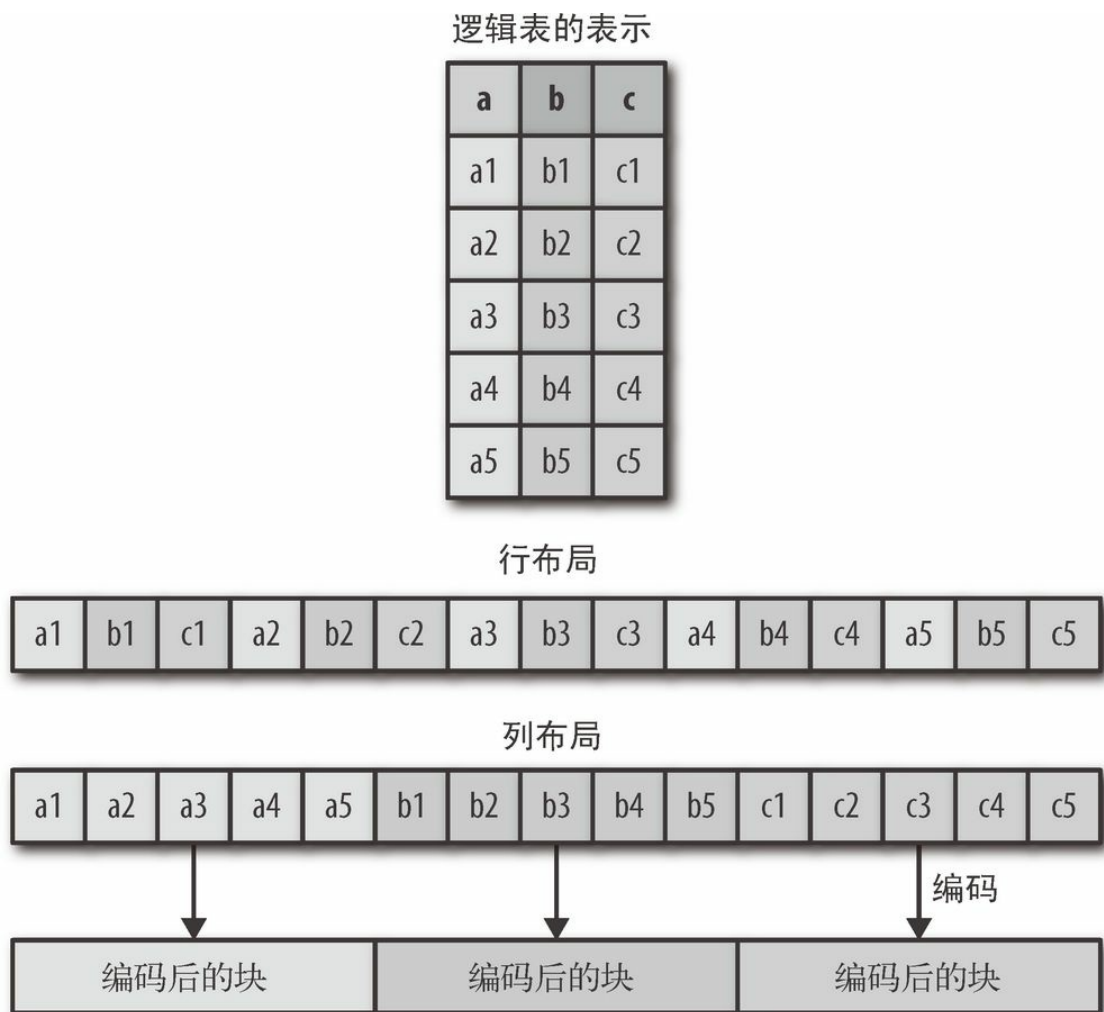 逻辑表的表示
a b c
a1 b1 c1
a2 b2 c2
a3 b3 c3
a4 b4 c4
a5 b5 c5
行布局
a1 b1 c1 a2 b2 c2 a3 b3 c3 a4 b4 c4 a5 b5 c5
列布局
a1 a2 a3 a4 a5 b1 b2 b3 b4 b5 c1 c2 c3 c4 c5
编码
编码后的块 编码后的块 编码后的块